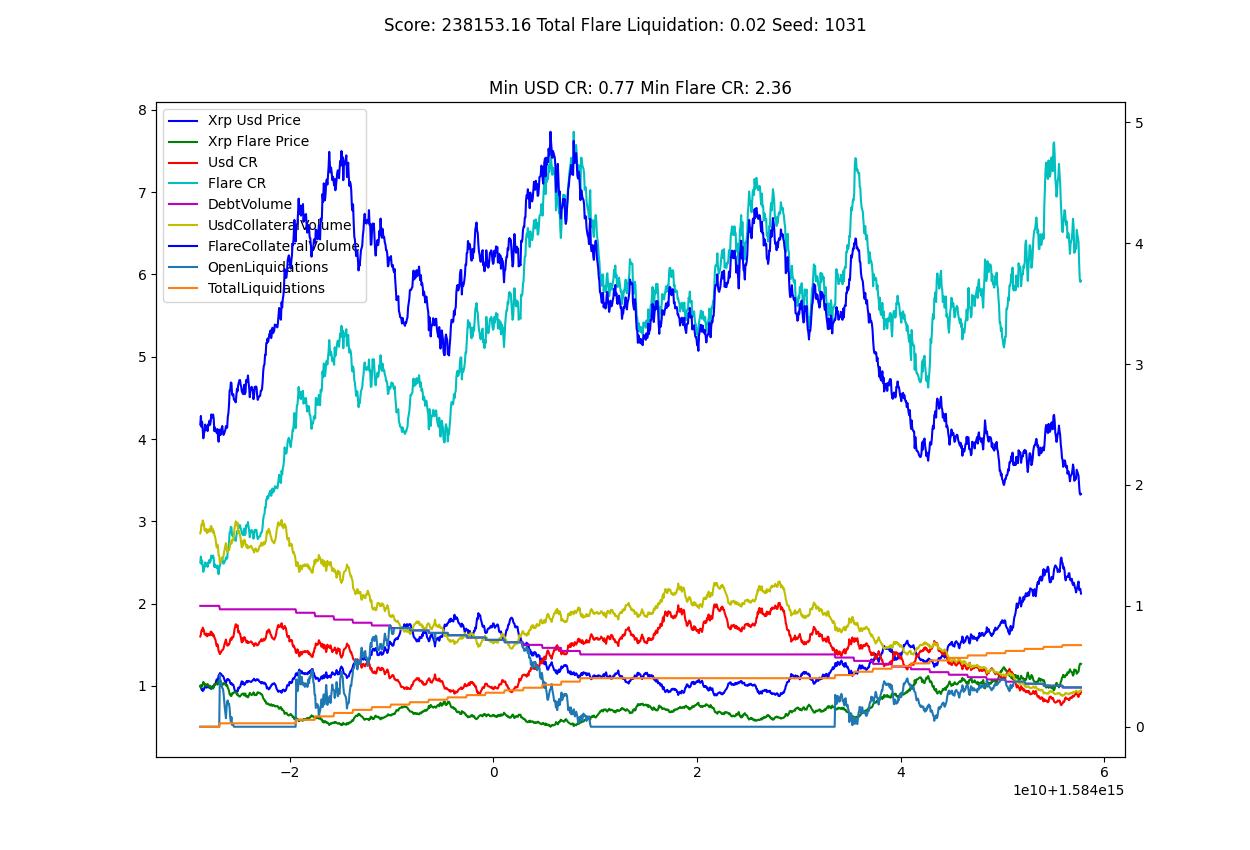 Score: 238153.16 Total Flare Liquidation: 0.02 Seed: 1031
Min USD CR: 0.77 Min Flare CR: 2.36
8
7
6
5
4
3
2
1
5
4
3
2
1
0
Xrp Usd Price
Xrp Flare Price
Usd CR
Flare CR
DebtVolume
UsdCollateralVolume
FlareCollateralVolume
OpenLiquidations
TotalLiquidations
−2
0
2
4
6
1e10+1.584e15